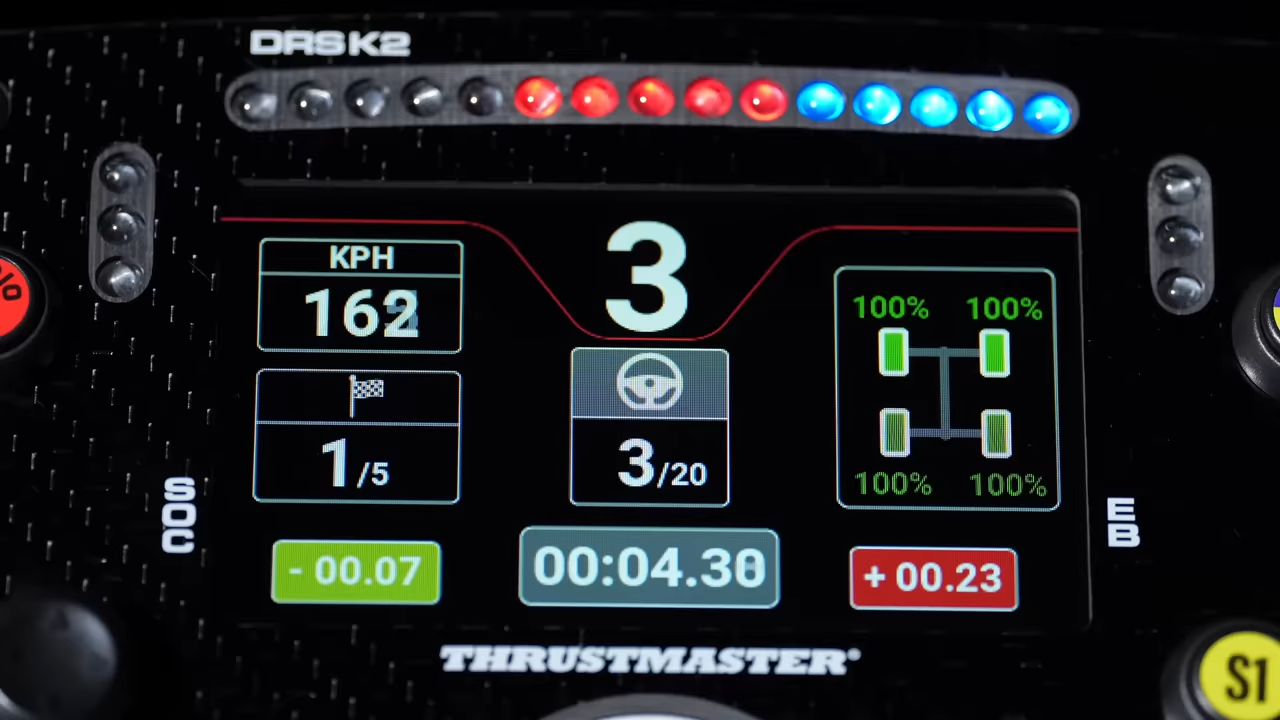 DRS K2
KPH
162
3
100% 100%
1/5
3/20
100% 100%
SOC
EB
- 00.07
00:04.38
+ 00.23
THRUSTMASTER®
S1